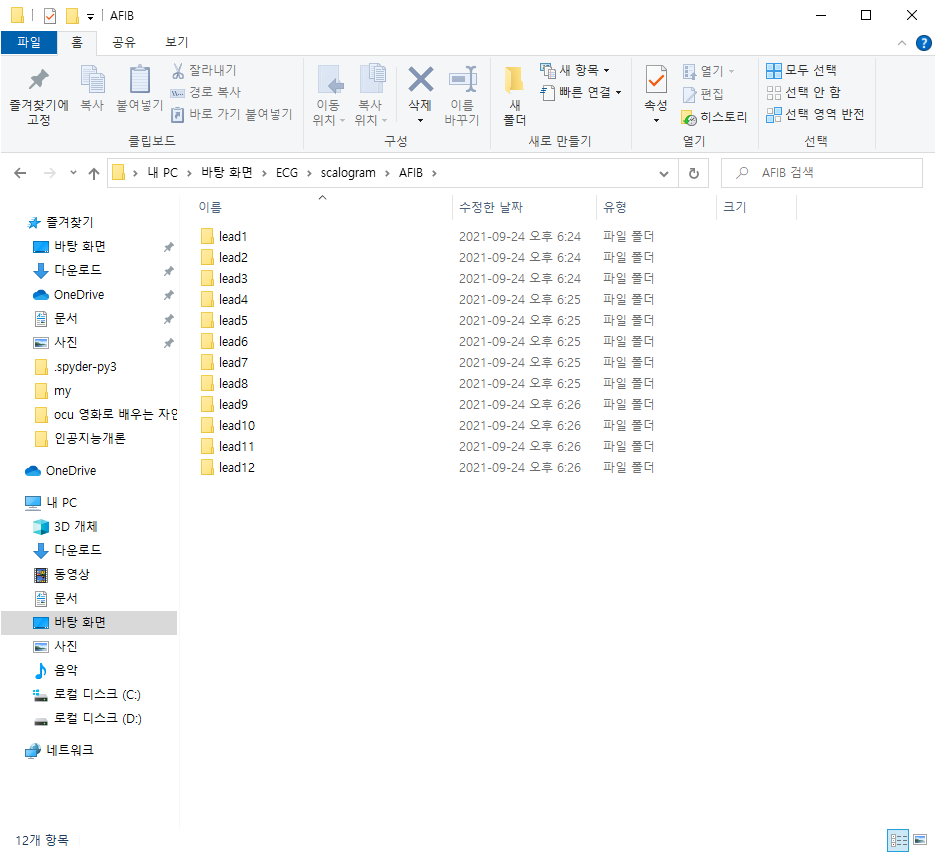 AFIB
파일 홈 공유 보기
즐겨찾기에 고정
복사
붙여넣기
잘라내기
경로 복사
바로 가기 붙여넣기
클립보드
이동 위치
복사 위치
삭제
이름 바꾸기
구성
새 폴더
새 항목
빠른 연결
새로 만들기
속성
열기
편집
히스토리
열기
모두 선택
선택 안 함
선택 영역 반전
선택
내 PC > 바탕 화면 > ECG > scalogram > AFIB >
AFIB 검색
이름 수정한 날짜 유형 크기
즐겨찾기
바탕 화면
다운로드
OneDrive
문서
사진
.spyder-py3
my
ocu 영화로 배우는 자연
인공지능개론
OneDrive
내 PC
3D 개체
다운로드
동영상
문서
바탕 화면
사진
음악
로컬 디스크 (C:)
로컬 디스크 (D:)
네트워크
lead1 2021-09-24 오후 6:24 파일 폴더
lead2 2021-09-24 오후 6:24 파일 폴더
lead3 2021-09-24 오후 6:24 파일 폴더
lead4 2021-09-24 오후 6:25 파일 폴더
lead5 2021-09-24 오후 6:25 파일 폴더
lead6 2021-09-24 오후 6:25 파일 폴더
lead7 2021-09-24 오후 6:25 파일 폴더
lead8 2021-09-24 오후 6:25 파일 폴더
lead9 2021-09-24 오후 6:26 파일 폴더
lead10 2021-09-24 오후 6:26 파일 폴더
lead11 2021-09-24 오후 6:26 파일 폴더
lead12 2021-09-24 오후 6:26 파일 폴더
12개 항목